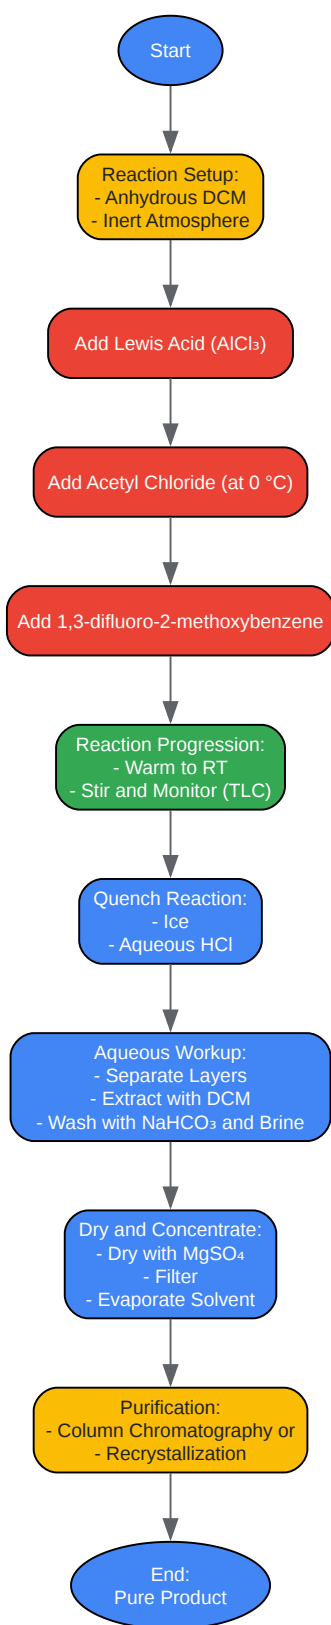 Start
Reaction Setup:
- Anhydrous DCM
- Inert Atmosphere
Add Lewis Acid (AlCl₃)
Add Acetyl Chloride (at 0 °C)
Add 1,3-difluoro-2-methoxybenzene
Reaction Progression:
- Warm to RT
- Stir and Monitor (TLC)
Quench Reaction:
- Ice
- Aqueous HCl
Aqueous Workup:
- Separate Layers
- Extract with DCM
- Wash with NaHCO₃ and Brine
Dry and Concentrate:
- Dry with MgSO₄
- Filter
- Evaporate Solvent
Purification:
- Column Chromatography or
- Recrystallization
End:
Pure Product